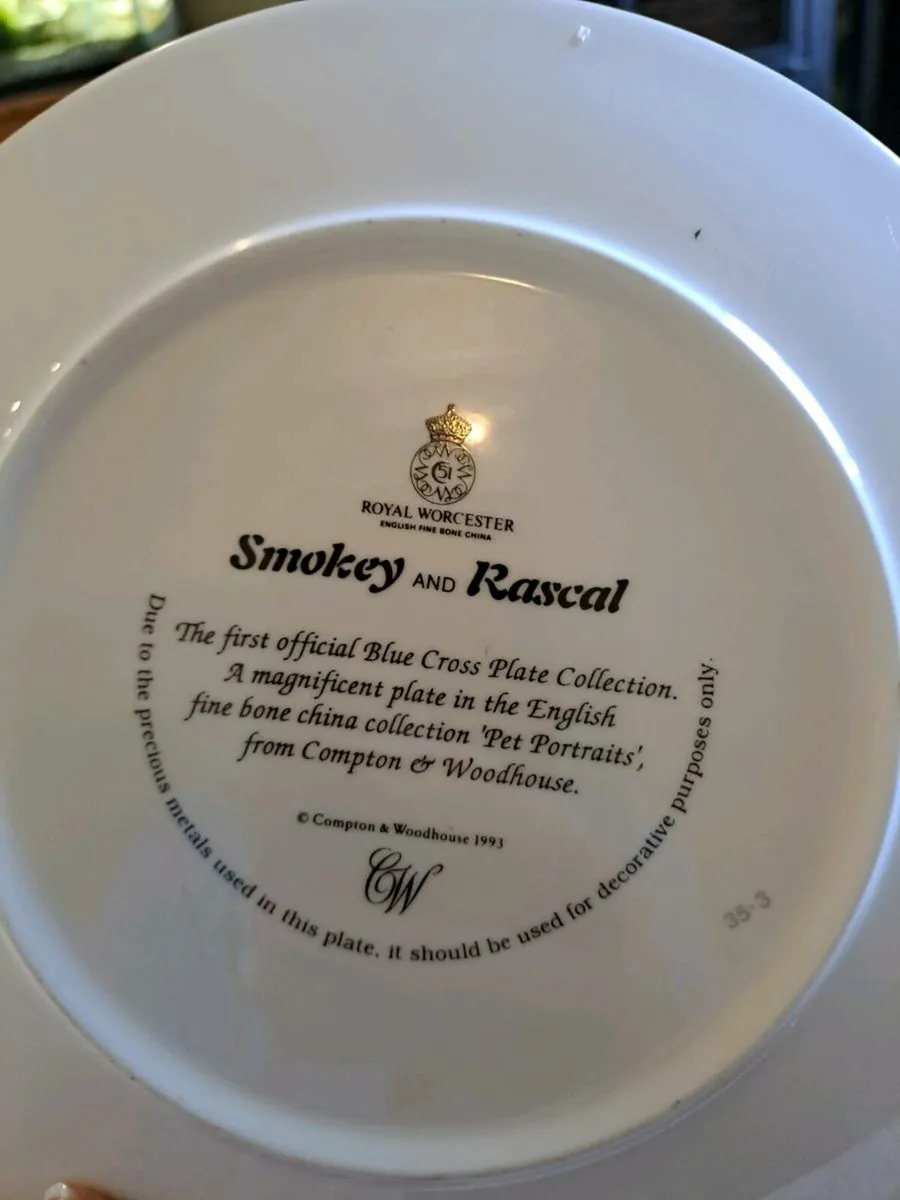 51
ROYAL WORCESTER
ENGLISH FINE BONE CHINA
Smokey AND Rascal
The first official Blue Cross Plate Collection.
A magnificent plate in the English
fine bone china collection 'Pet Portraits',
from Compton & Woodhouse.
© Compton & Woodhouse 1993
CW
Due to the precious metals used in this plate, it should be used for decorative purposes only.
35-3